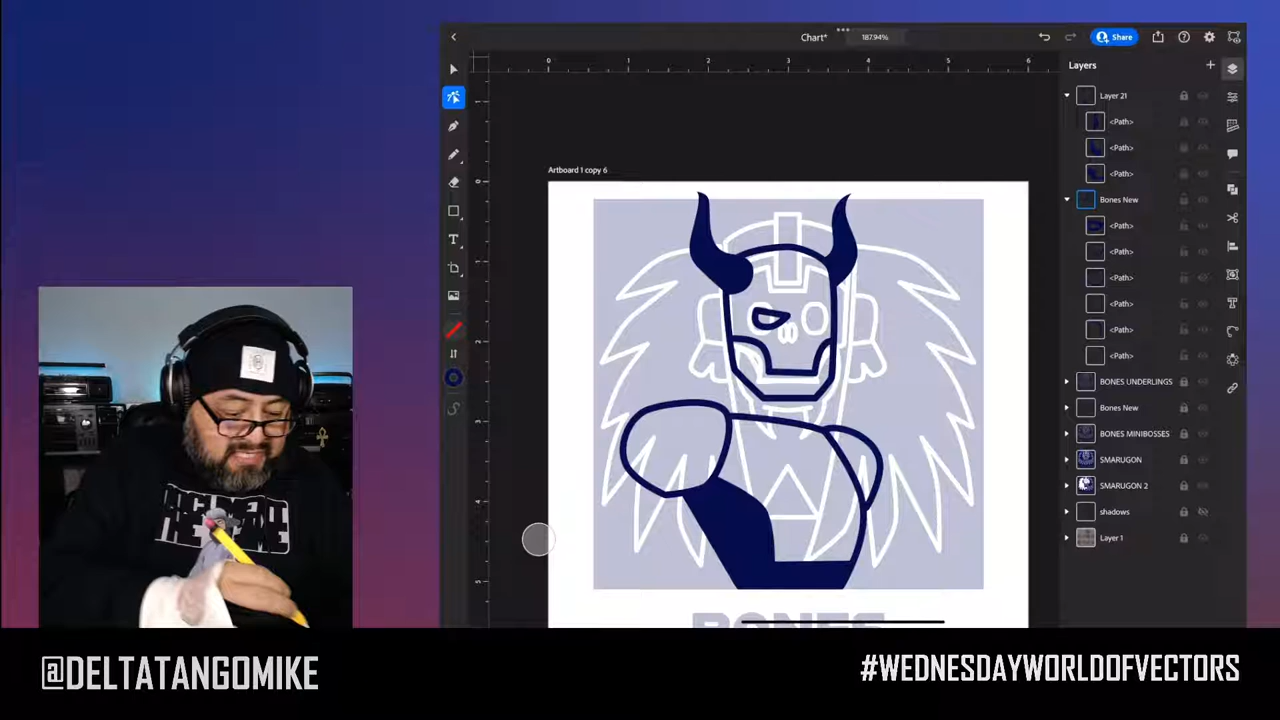 Chart*
187.94%
Share
0 1 2 3 4 5 6
Layers
Layer 21
<Path>
<Path>
<Path>
Bones New
<Path>
<Path>
<Path>
<Path>
<Path>
<Path>
BONES UNDERLINGS
Bones New
BONES MINIBOSSES
SMARUGON
SMARUGON 2
shadows
Layer 1
Artboard 1 copy 6
BONES
@DELTATANGOMIKE
#WEDNESDAYWORLDOFVECTORS